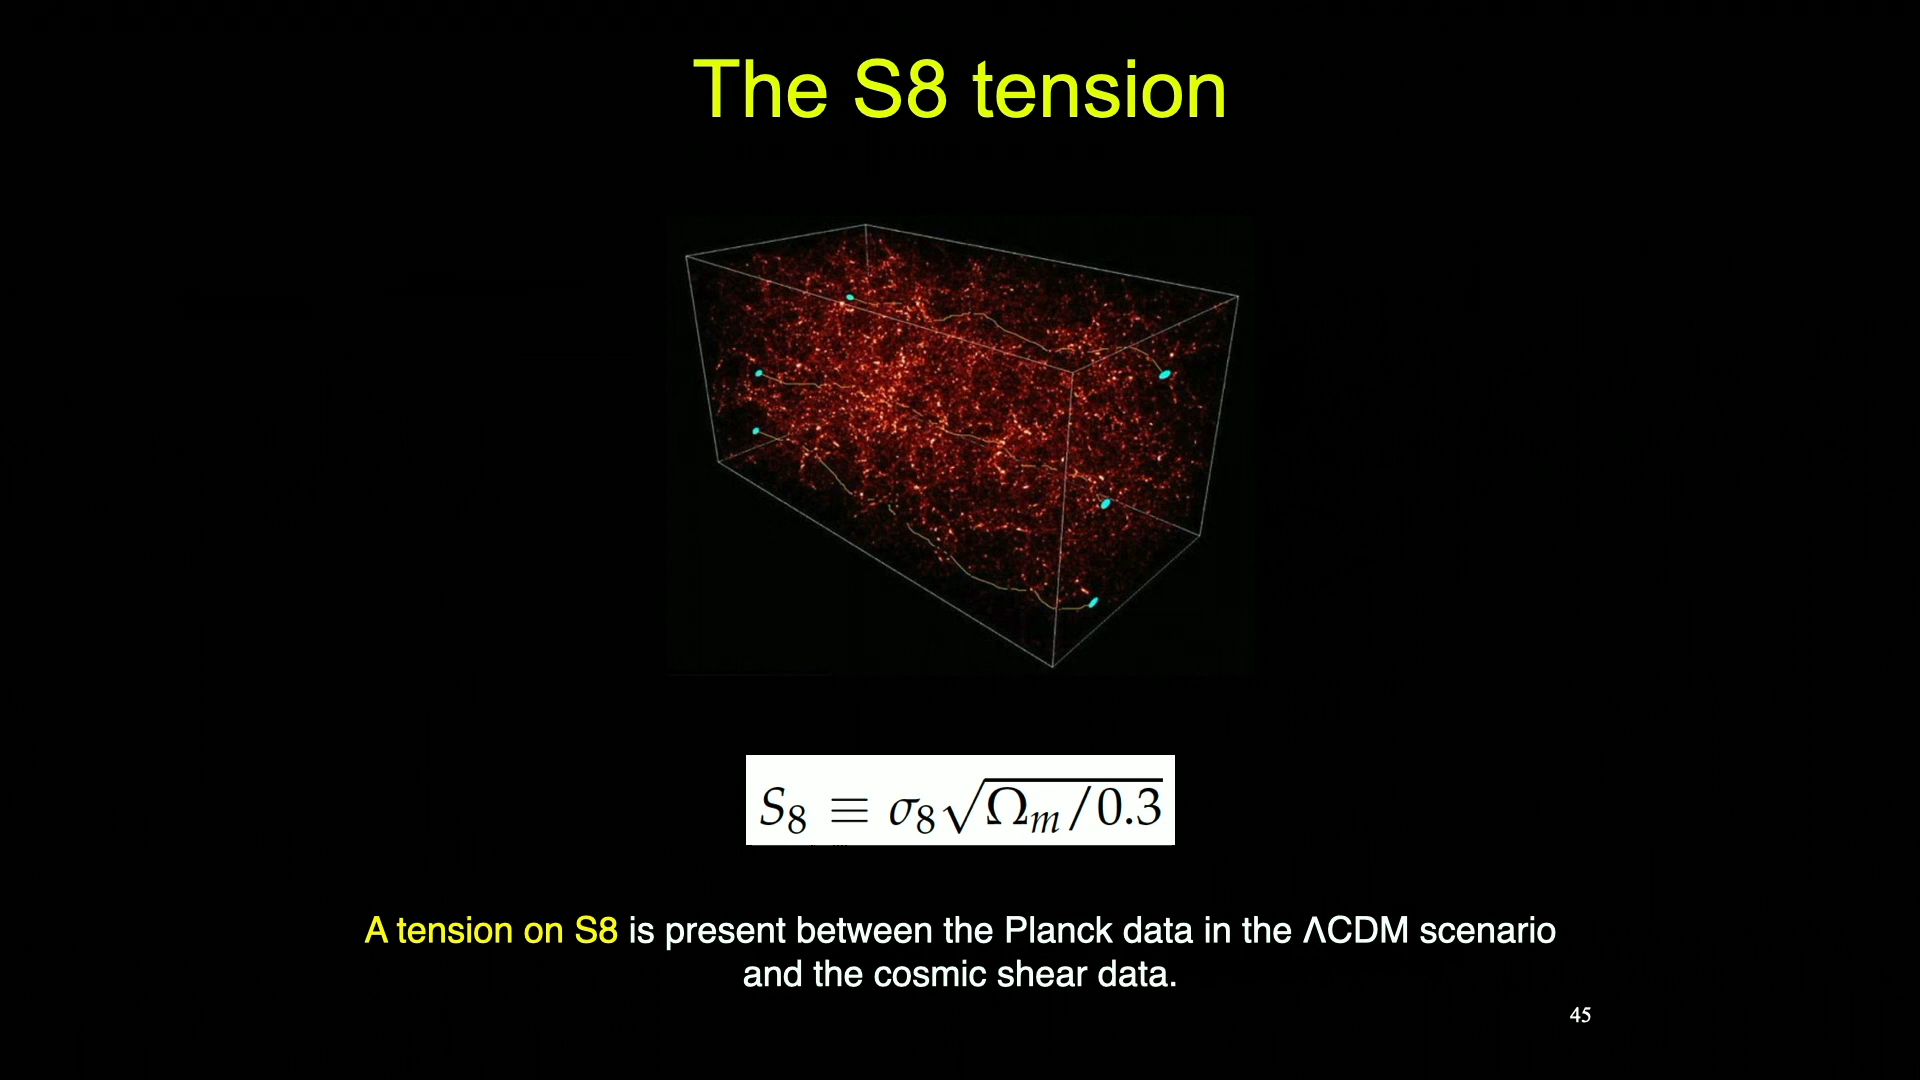 The S8 tension
S₈ ≡ σ₈√Ωₘ/0.3
A tension on S8 is present between the Planck data in the ΛCDM scenario
and the cosmic shear data.
45